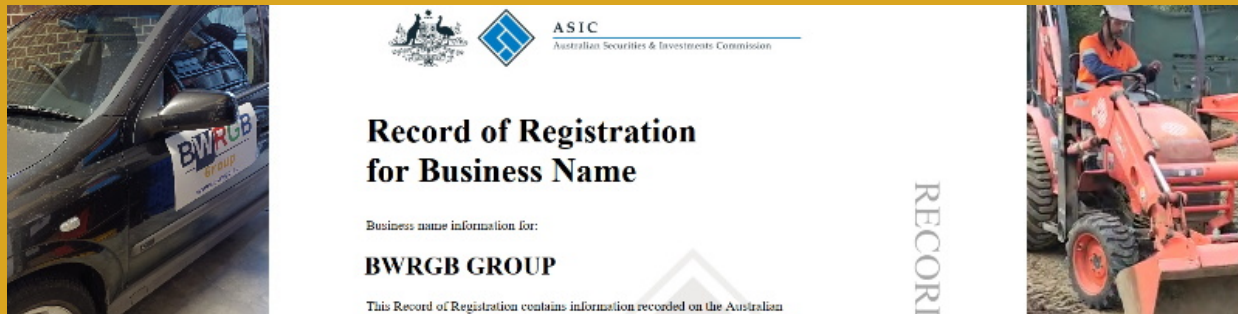 BWRGB
Group
ASIC
Australian Securities & Investments Commission
Record of Registration
for Business Name
Business name information for:
BWRGB GROUP
This Record of Registration contains information recorded on the Australian
RECOR